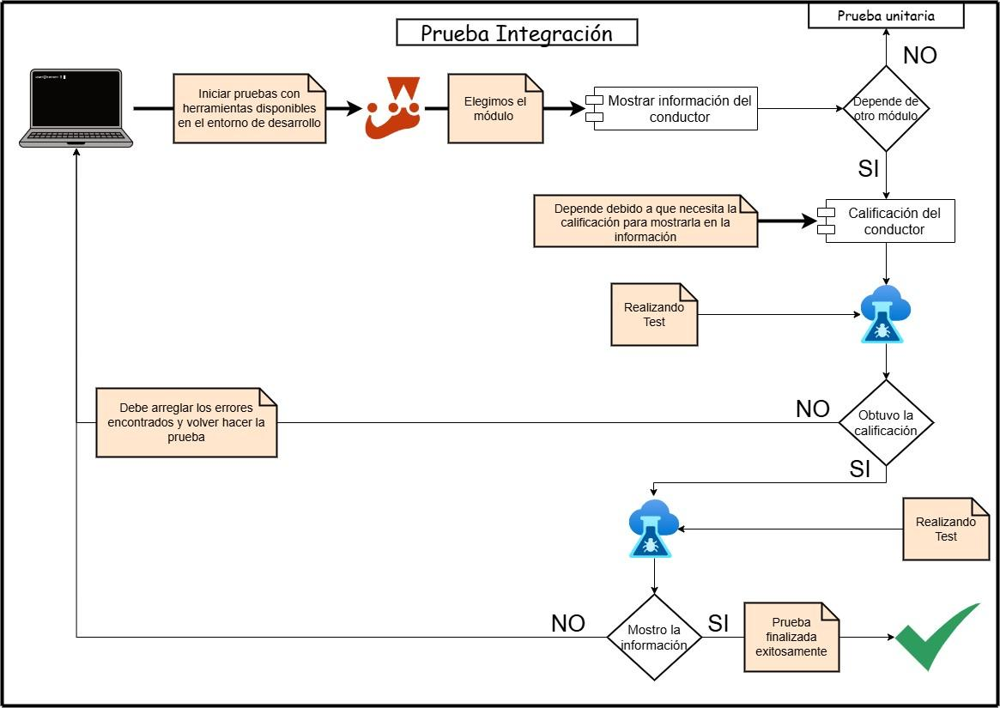 Prueba unitaria
Prueba Integración
NO
user@server:$
Iniciar pruebas con
herramientas disponibles
en el entorno de desarrollo
Elegimos el
módulo
Mostrar información del
conductor
Depende de
otro módulo
SI
Depende debido a que necesita la
calificación para mostrarla en la
información
Calificación del
conductor
Realizando
Test
Debe arreglar los errores
encontrados y volver hacer la
prueba
NO
Obtuvo la
calificación
SI
Realizando
Test
NO
Mostro la
información
SI
Prueba
finalizada
exitosamente